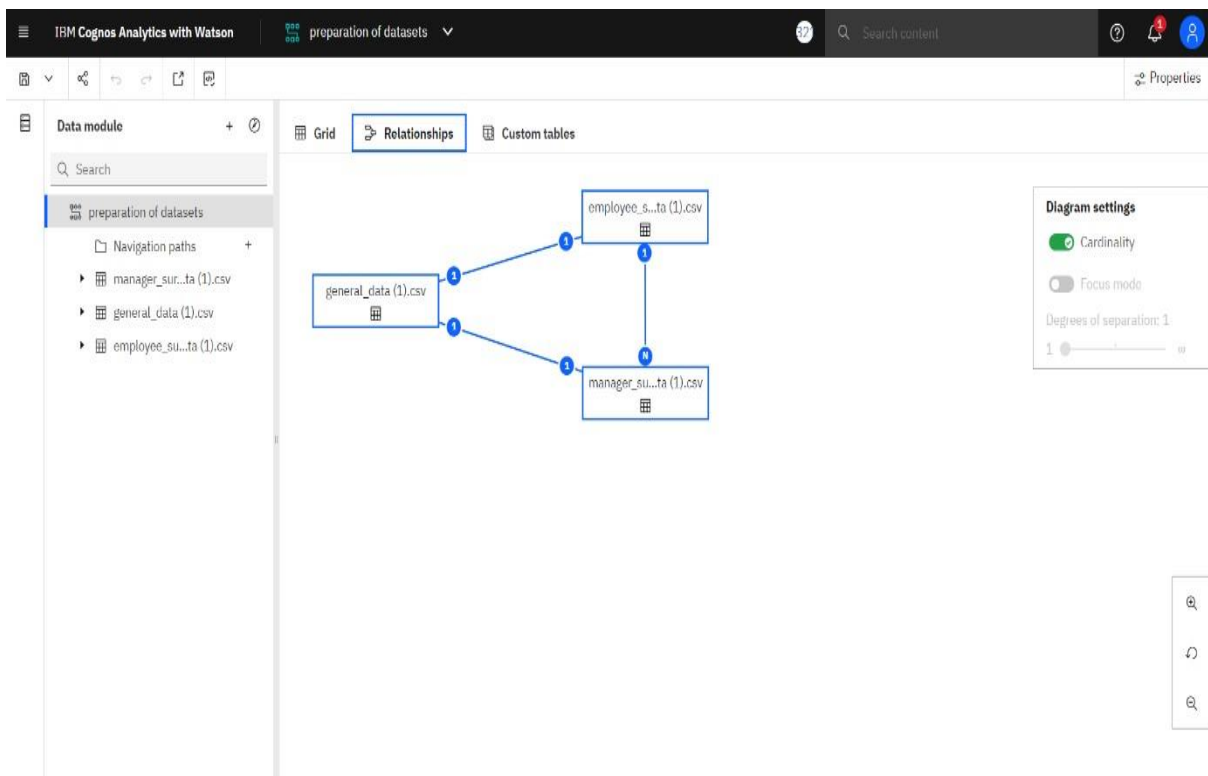 IBM Cognos Analytics with Watson
preparation of datasets
Search content
1
Properties
Data module
Search
preparation of datasets
Navigation paths
manager_sur...ta (1).csv
general_data (1).csv
employee_su...ta (1).csv
Grid
Relationships
Custom tables
employee_s...ta (1).csv
1
1
1
general_data (1).csv
1
1
N
manager_su...ta (1).csv
Diagram settings
Cardinality
Focus mode
Degrees of separation: 1
1
∞